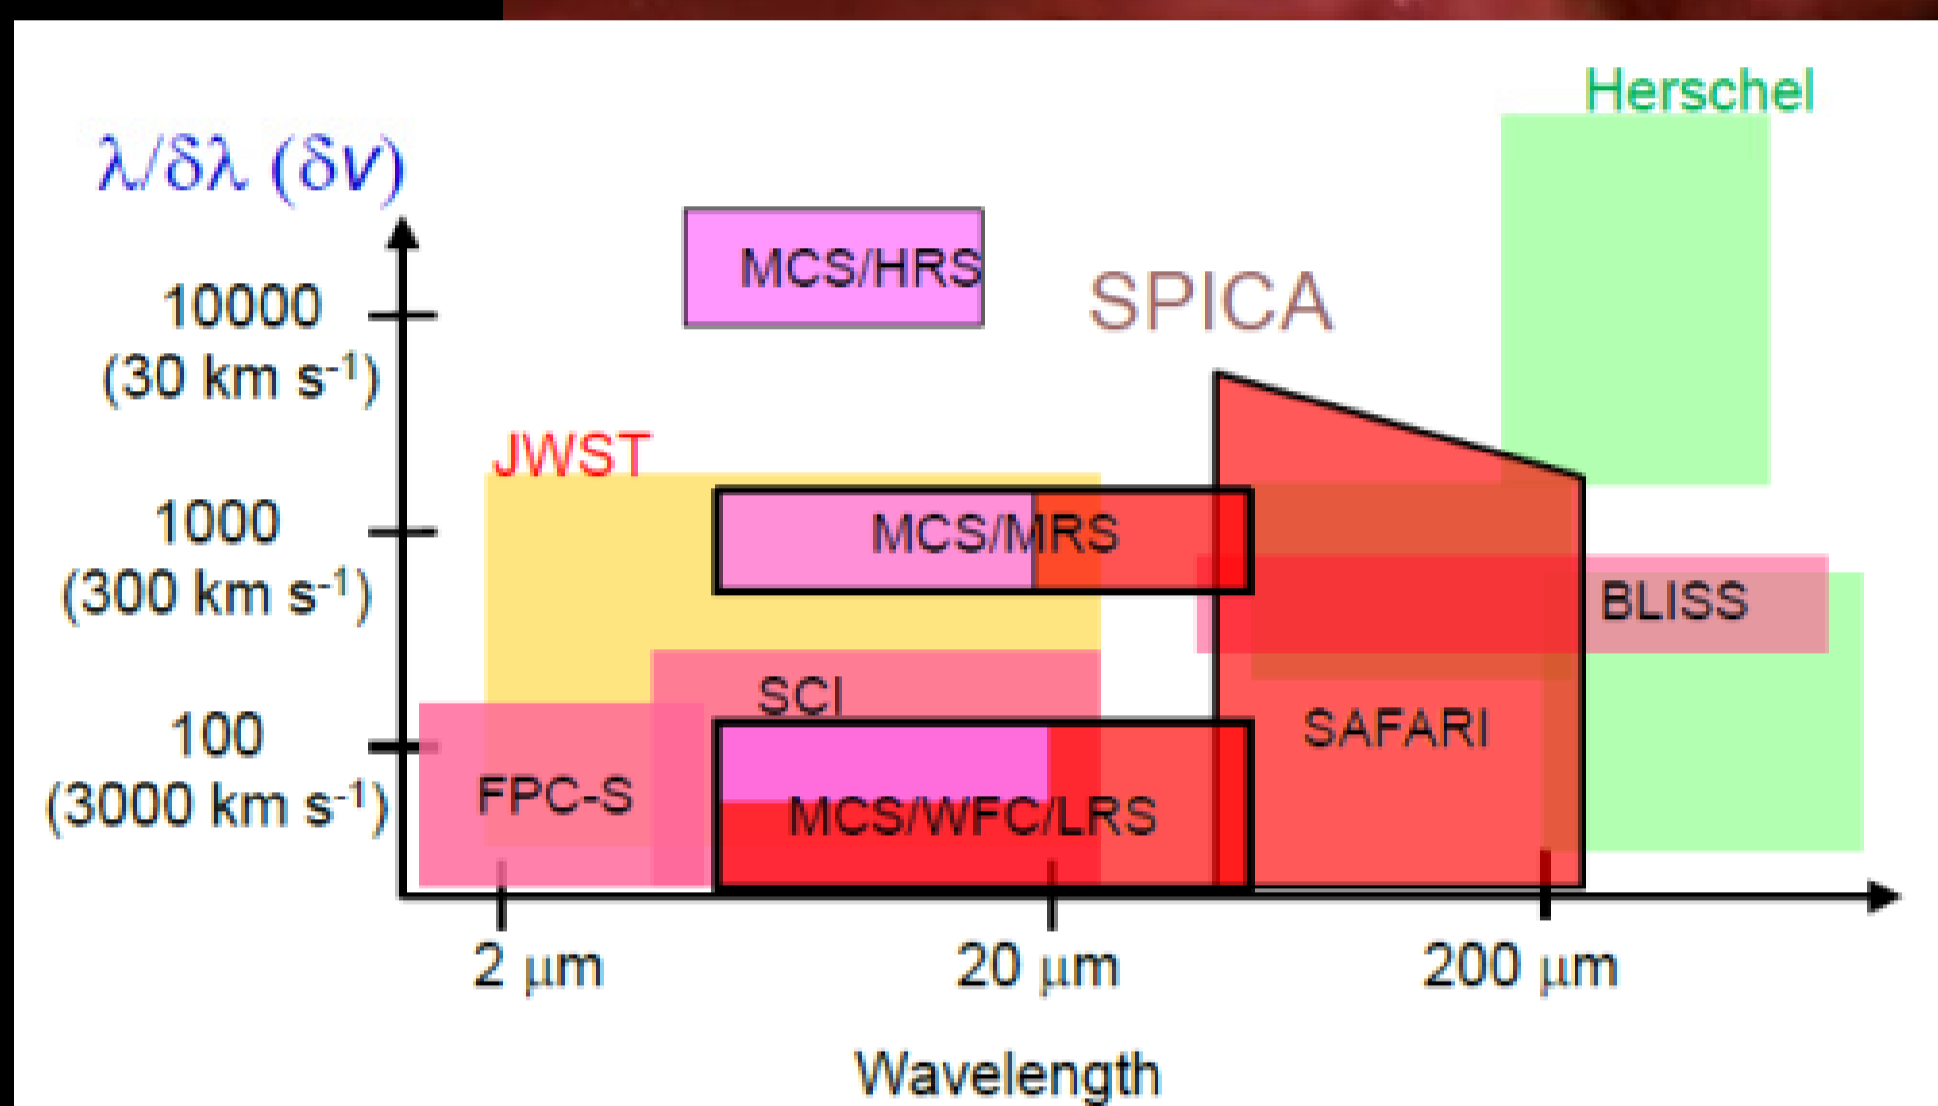 Herschel
λ/δλ (δv)
MCS/HRS
SPICA
10000
(30 km s-1)
JWST
1000
(300 km s-1)
MCS/MRS
BLISS
SCI
100
(3000 km s-1)
SAFARI
FPC-S
MCS/WFC/LRS
2 μm
20 μm
200 μm
Wavelength